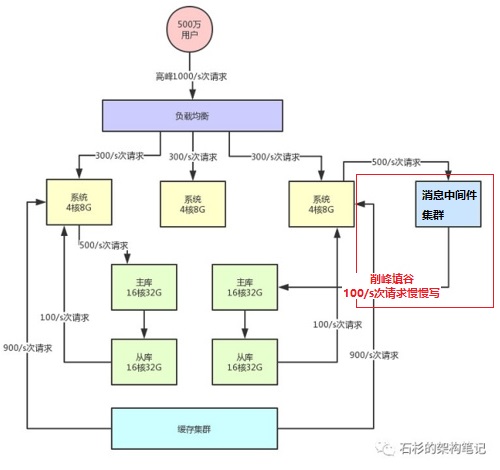 500万
用户
高峰1000/s次请求
负载均衡
300/s次请求
300/s次请求
300/s次请求
500/s次请求
系统
4核8G
系统
4核8G
系统
4核8G
消息中间件
集群
500/s次请求
主库
16核32G
主库
16核32G
削峰填谷
100/s次请求慢慢写
100/s次请求
100/s次请求
900/s次请求
从库
16核32G
从库
16核32G
900/s次请求
缓存集群
石杉的架构笔记